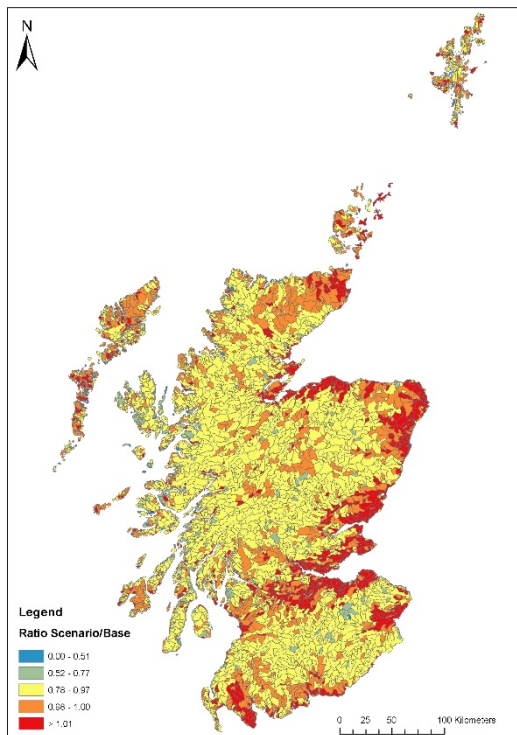 N
Legend
Ratio Scenario/Base
0.00 - 0.51
0.52 - 0.77
0.78 - 0.97
0.98 - 1.00
> 1.01
0 25 50 100 Kilometers